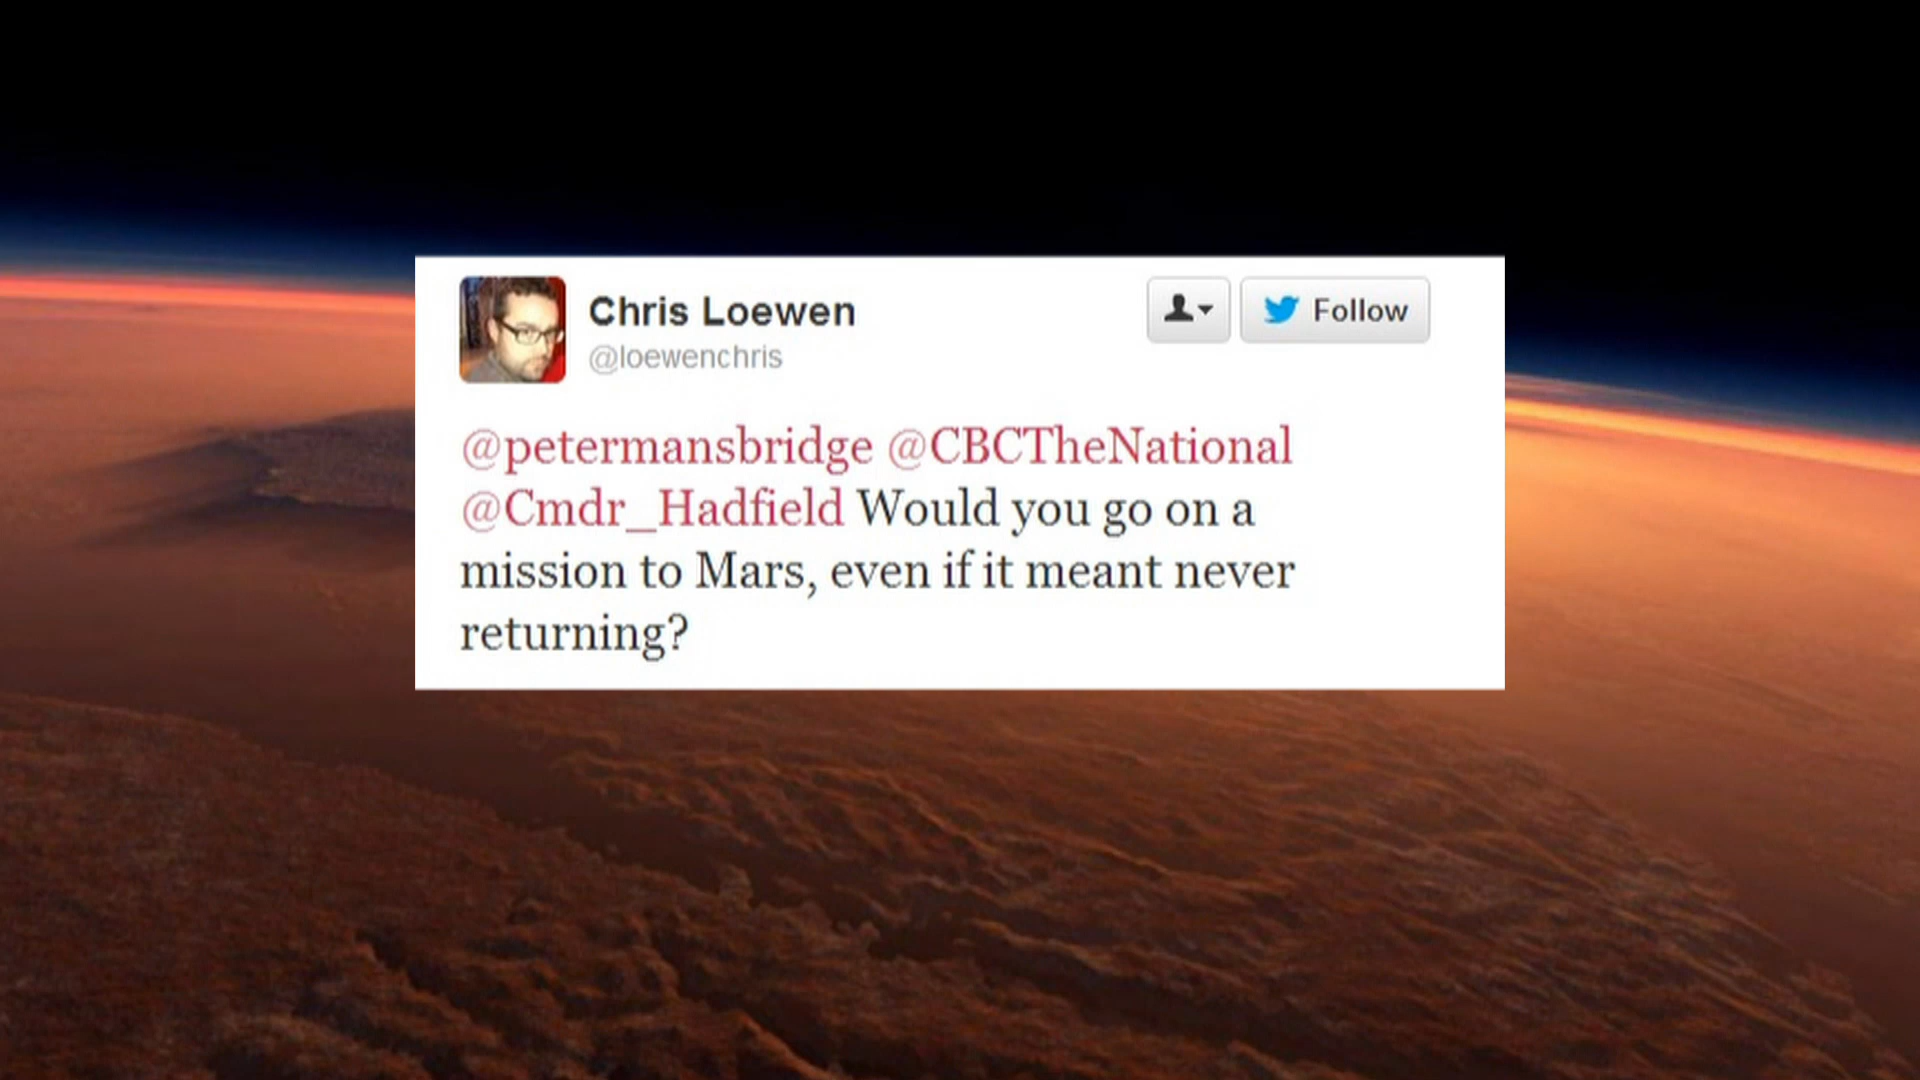 Chris Loewen
@loewenchris
Follow
@petermansbridge @CBCTheNational
@Cmdr_Hadfield Would you go on a
mission to Mars, even if it meant never
returning?